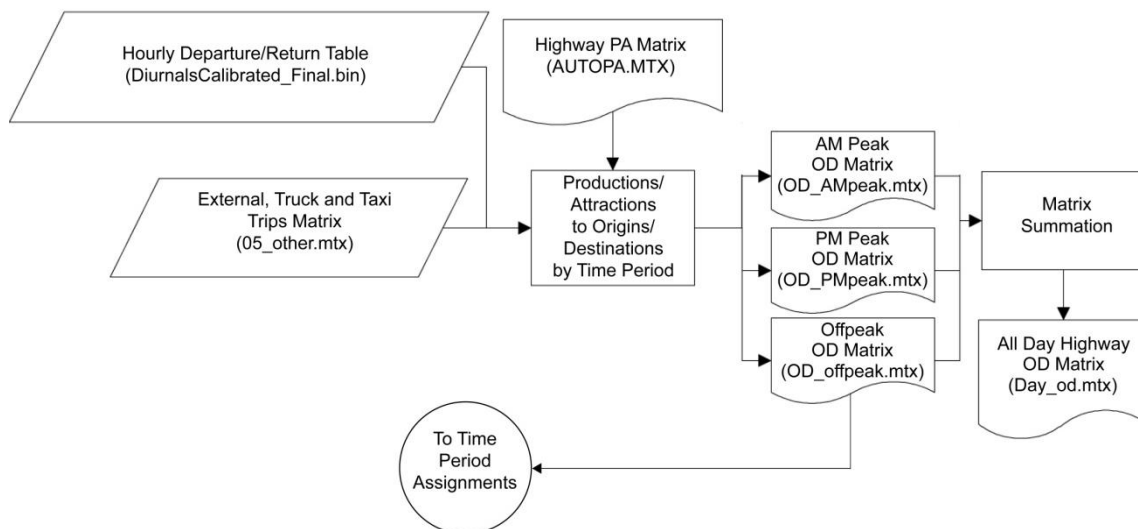 Hourly Departure/Return Table
(DiurnalsCalibrated_Final.bin)
Highway PA Matrix
(AUTOPA.MTX)
External, Truck and Taxi
Trips Matrix
(05_other.mtx)
Productions/
Attractions
to Origins/
Destinations
by Time Period
AM Peak
OD Matrix
(OD_AMpeak.mtx)
PM Peak
OD Matrix
(OD_PMpeak.mtx)
Offpeak
OD Matrix
(OD_offpeak.mtx)
Matrix
Summation
All Day Highway
OD Matrix
(Day_od.mtx)
To Time
Period
Assignments